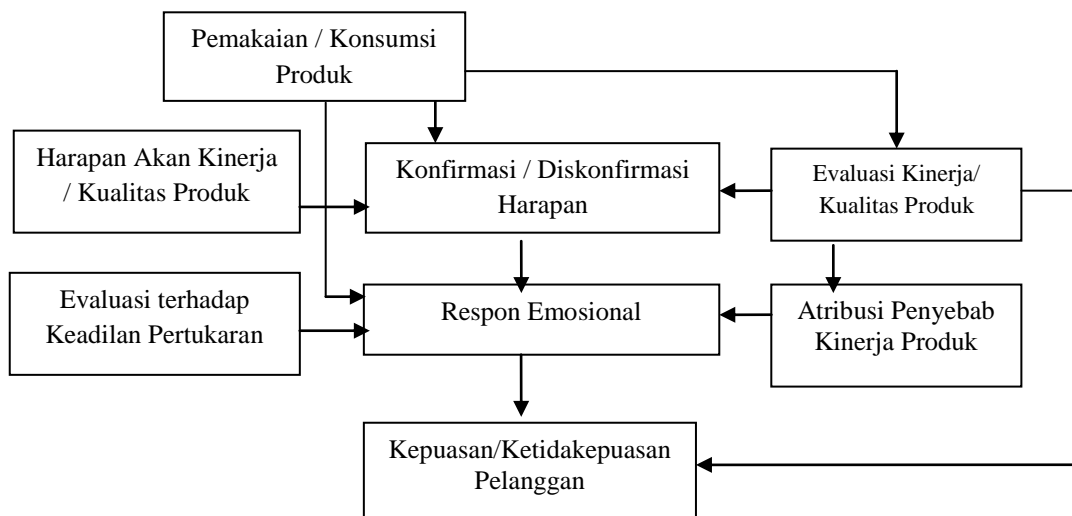 Pemakaian / Konsumsi
Produk
Harapan Akan Kinerja
/ Kualitas Produk
Konfirmasi / Diskonfirmasi
Harapan
Evaluasi Kinerja/
Kualitas Produk
Evaluasi terhadap
Keadilan Pertukaran
Respon Emosional
Atribusi Penyebab
Kinerja Produk
Kepuasan/Ketidakepuasan
Pelanggan